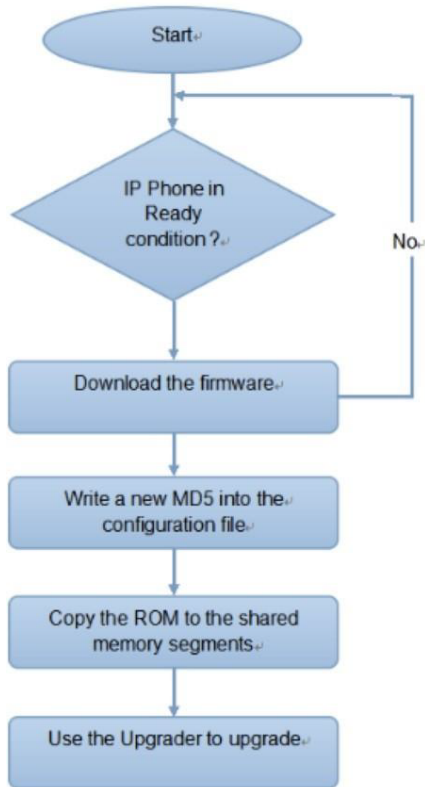 Start
IP Phone in
Ready
condition ?
No
Download the firmware
Write a new MD5 into the
configuration file
Copy the ROM to the shared
memory segments
Use the Upgrader to upgrade